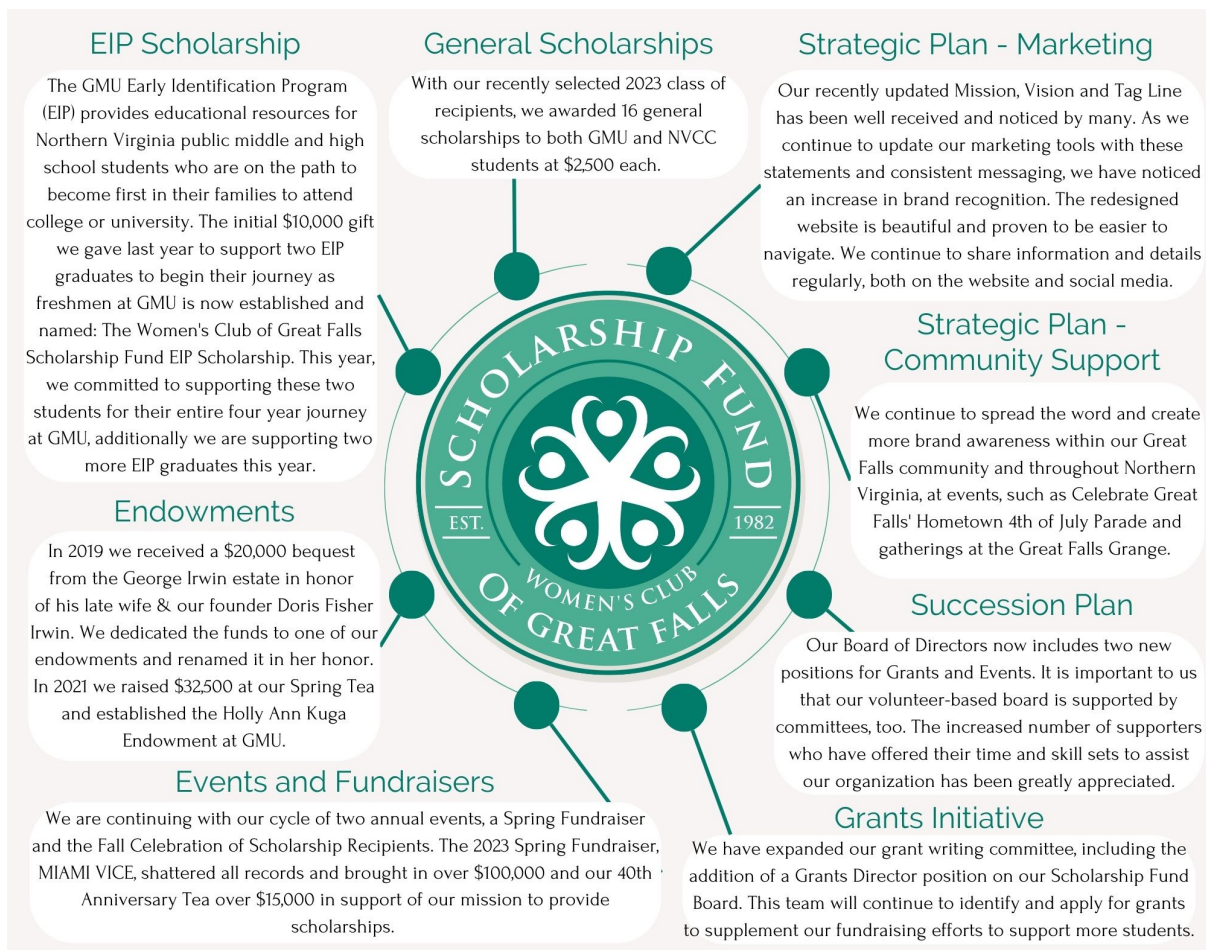 EIP Scholarship
The GMU Early Identification Program
(EIP) provides educational resources for
Northern Virginia public middle and high
school students who are on the path to
become first in their families to attend
college or university. The initial $10,000 gift
we gave last year to support two EIP
graduates to begin their journey as
freshmen at GMU is now established and
named: The Women's Club of Great Falls
Scholarship Fund EIP Scholarship. This year,
we committed to supporting these two
students for their entire four year journey
at GMU, additionally we are supporting two
more EIP graduates this year.
General Scholarships
With our recently selected 2023 class of
recipients, we awarded 16 general
scholarships to both GMU and NVCC
students at $2,500 each.
Strategic Plan - Marketing
Our recently updated Mission, Vision and Tag Line
has been well received and noticed by many. As we
continue to update our marketing tools with these
statements and consistent messaging, we have noticed
an increase in brand recognition. The redesigned
website is beautiful and proven to be easier to
navigate. We continue to share information and details
regularly, both on the website and social media.
Strategic Plan -
Community Support
We continue to spread the word and create
more brand awareness within our Great
Falls community and throughout Northern
Virginia, at events, such as Celebrate Great
Falls' Hometown 4th of July Parade and
gatherings at the Great Falls Grange.
SCHOLARSHIP FUND
EST.
1982
WOMEN'S CLUB
OF GREAT FALLS
Endowments
In 2019 we received a $20,000 bequest
from the George Irwin estate in honor
of his late wife & our founder Doris Fisher
Irwin. We dedicated the funds to one of our
endowments and renamed it in her honor.
In 2021 we raised $32,500 at our Spring Tea
and established the Holly Ann Kuga
Endowment at GMU.
Succession Plan
Our Board of Directors now includes two new
positions for Grants and Events. It is important to us
that our volunteer-based board is supported by
committees, too. The increased number of supporters
who have offered their time and skill sets to assist
our organization has been greatly appreciated.
Events and Fundraisers
We are continuing with our cycle of two annual events, a Spring Fundraiser
and the Fall Celebration of Scholarship Recipients. The 2023 Spring Fundraiser,
MIAMI VICE, shattered all records and brought in over $100,000 and our 40th
Anniversary Tea over $15,000 in support of our mission to provide
scholarships.
Grants Initiative
We have expanded our grant writing committee, including the
addition of a Grants Director position on our Scholarship Fund
Board. This team will continue to identify and apply for grants
to supplement our fundraising efforts to support more students.